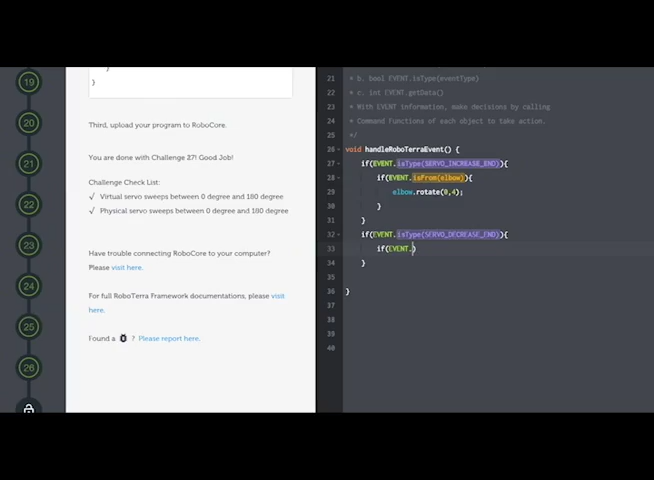 19
20
21
22
23
24
25
26
}
Third, upload your program to RoboCore.
You are done with Challenge 27! Good Job!
Challenge Check List:
√ Virtual servo sweeps between 0 degree and 180 degree
√ Physical servo sweeps between 0 degree and 180 degree
Have trouble connecting RoboCore to your computer?
Please visit here.
For full RoboTerra Framework documentations, please visit
here.
Found a ? Please report here.
21 * b. bool EVENT.isType(eventType)
22 * c. int EVENT.getData()
23 * With EVENT information, make decisions by calling
24 * Command functions of each object to take action.
25 */
26 void handleRoboTerraEvent() {
27 if(EVENT.isType(SERVO_INCREASE_END)){
28 if(EVENT.isFrom(elbow)){
29 elbow.rotate(0,4);
30 }
31 }
32 if(EVENT.isType(SERVO_DECREASE_END)){
33 if(EVENT.)
34 }
35
36 }
37
38
39
40